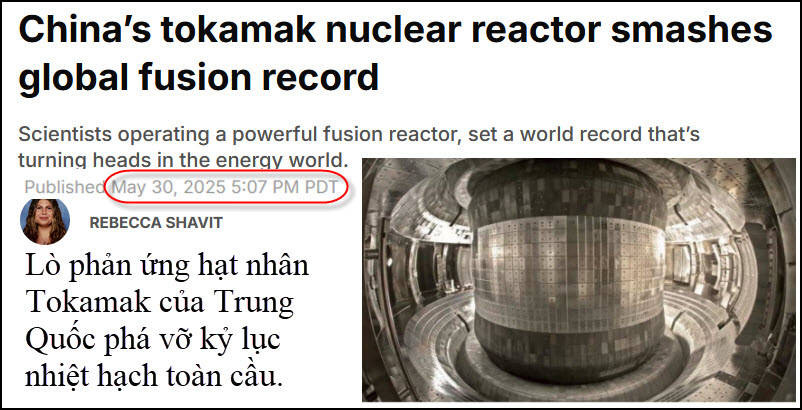 China’s tokamak nuclear reactor smashes
global fusion record
Scientists operating a powerful fusion reactor, set a world record that’s
turning heads in the energy world.
Published May 30, 2025 5:07 PM PDT
REBECCA SHAVIT
Lò phản ứng hạt nhân
Tokamak của Trung
Quốc phá vỡ kỷ lục
nhiệt hạch toàn cầu.